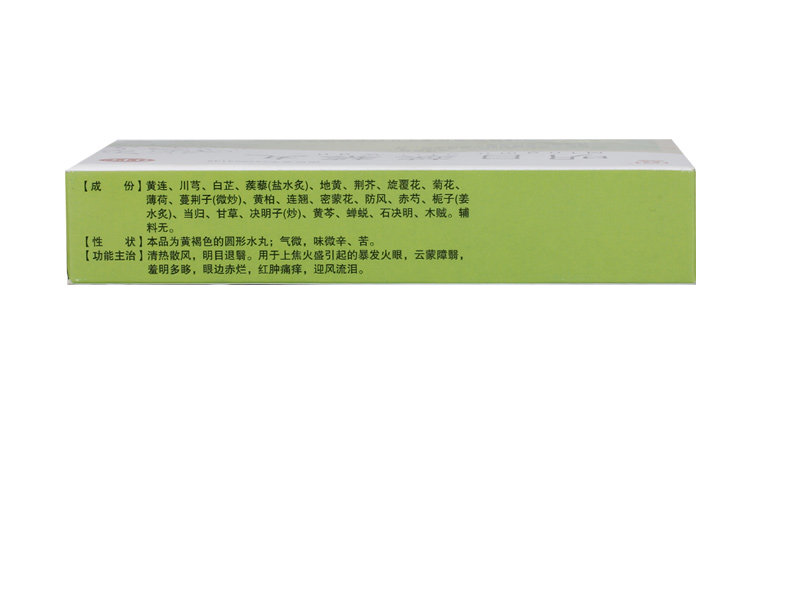 【成　　份】黄连、川芎、白芷、蒺藜(盐水炙)、地黄、荆芥、旋覆花、菊花、
薄荷、蔓荆子(微炒)、黄柏、连翘、密蒙花、防风、赤芍、栀子(姜
水炙)、当归、甘草、决明子(炒)、黄芩、蝉蜕、石决明、木贼。辅
料无。
【性　　状】本品为黄褐色的圆形水丸；气微，味微辛、苦。
【功能主治】清热散风，明目退翳。用于上焦火盛引起的暴发火眼，云蒙障翳，
羞明多眵，眼边赤烂，红肿痛痒，迎风流泪。